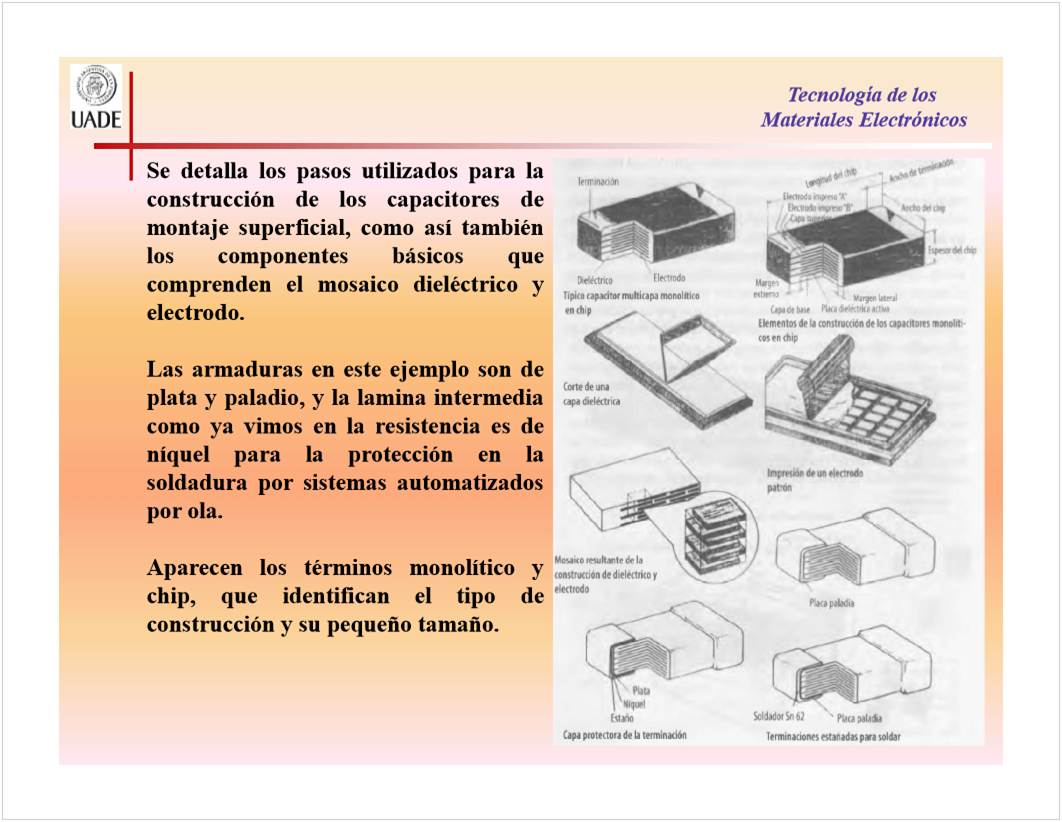 UADE
Tecnología de los
Materiales Electrónicos
Se detalla los pasos utilizados para la
construcción de los capacitores de
montaje superficial, como así también
los componentes básicos que
comprenden el mosaico dieléctrico y
electrodo.
Las armaduras en este ejemplo son de
plata y paladio, y la lamina intermedia
como ya vimos en la resistencia es de
níquel para la protección en la
soldadura por sistemas automatizados
por ola.
Aparecen los términos monolítico y
chip, que identifican el tipo de
construcción y su pequeño tamaño.
Terminación
Dieléctrico
Electrodo
Típico capacitor multicapa monolítico
en chip
Longitud del chip
Ancho de terminación
Electrodo impreso "A"
Electrodo impreso "B"
Capa superior
Ancho del chip
Espesor del chip
Margen
extremo
Margen lateral
Capa de base
Placa dieléctrica activa
Elementos de la construcción de los capacitores monolíti-
cos en chip
Corte de una
capa dieléctrica
Impresión de un electrodo
patrón
Mosaico resultante de la
construcción de dieléctrico y
electrodo
Placa paladia
Plata
Níquel
Estaño
Capa protectora de la terminación
Soldador Sn 62
Placa paladia
Terminaciones estañadas para soldar